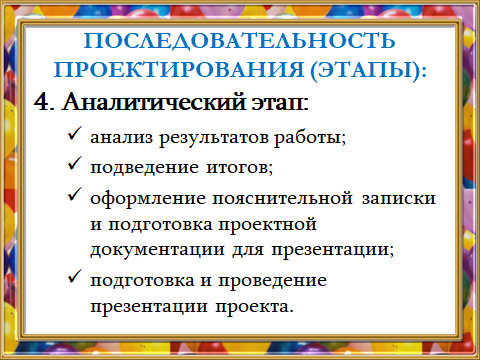 ПОСЛЕДОВАТЕЛЬНОСТЬ
ПРОЕКТИРОВАНИЯ (ЭТАПЫ):
4. Аналитический этап:
✓ анализ результатов работы;
✓ подведение итогов;
✓ оформление пояснительной записки
и подготовка проектной
документации для презентации;
✓ подготовка и проведение
презентации проекта.